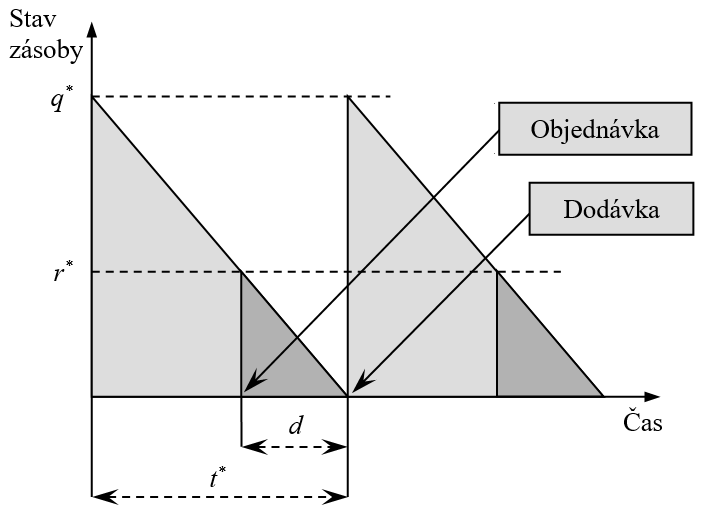 Stav
zásoby
q*
Objednávka
Dodávka
r*
Čas
d
t*